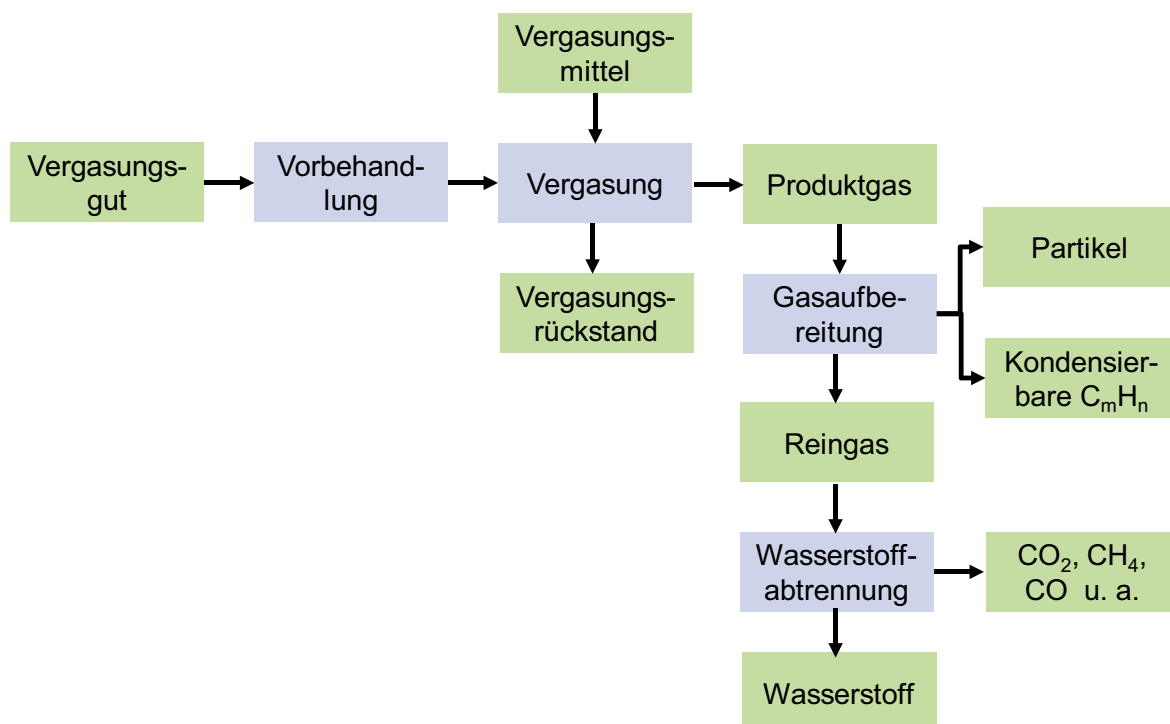 Vergasungs-
mittel
Vergasungs-
gut
Vorbehand-
lung
Vergasung
Produktgas
Partikel
Vergasungs-
rückstand
Gasaufbe-
reitung
Kondensier-
bare CₘHₙ
Reingas
Wasserstoff-
abtrennung
CO₂, CH₄,
CO u. a.
Wasserstoff